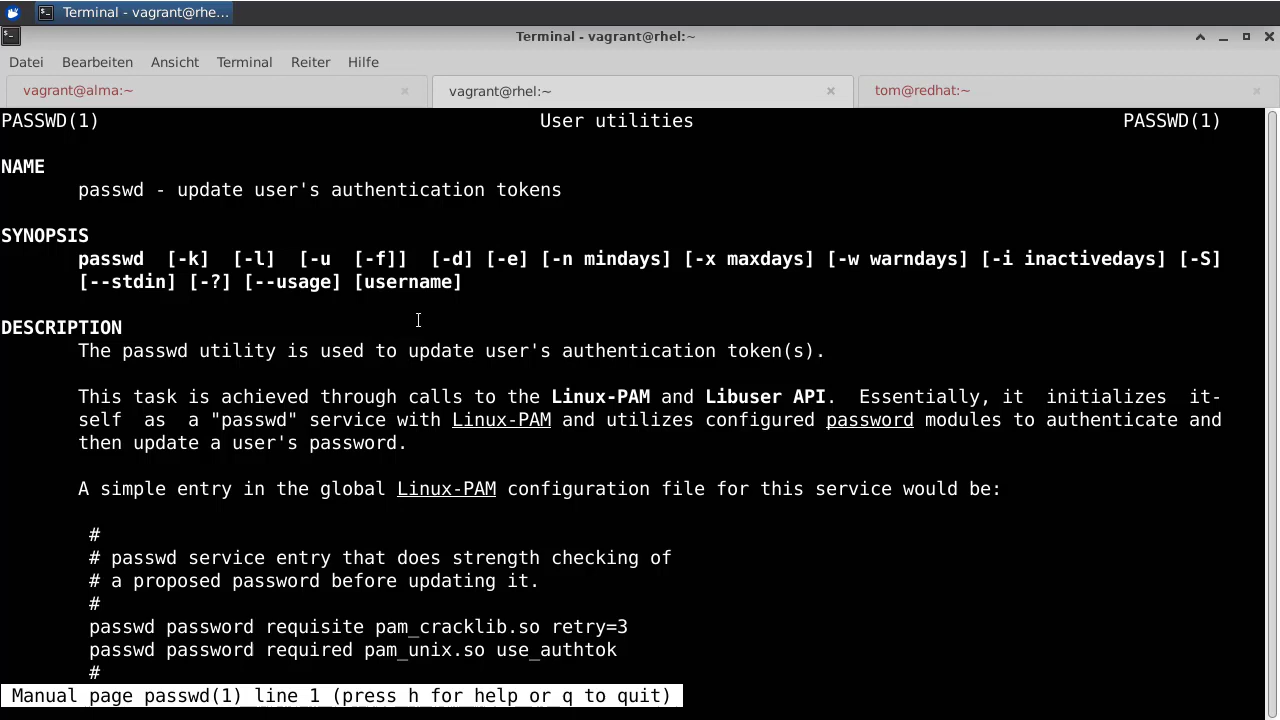 Terminal - vagrant@rhe...
Terminal - vagrant@rhel:~
Datei Bearbeiten Ansicht Terminal Reiter Hilfe
vagrant@alma:~ vagrant@rhel:~ tom@redhat:~
PASSWD(1) User utilities PASSWD(1)
NAME
passwd - update user's authentication tokens
SYNOPSIS
passwd [-k] [-l] [-u [-f]] [-d] [-e] [-n mindays] [-x maxdays] [-w warndays] [-i inactivedays] [-S]
[--stdin] [-?] [--usage] [username]
DESCRIPTION
The passwd utility is used to update user's authentication token(s).
This task is achieved through calls to the Linux-PAM and Libuser API. Essentially, it initializes it-
self as a "passwd" service with Linux-PAM and utilizes configured password modules to authenticate and
then update a user's password.
A simple entry in the global Linux-PAM configuration file for this service would be:
#
# passwd service entry that does strength checking of
# a proposed password before updating it.
#
passwd password requisite pam_cracklib.so retry=3
passwd password required pam_unix.so use_authtok
#
Manual page passwd(1) line 1 (press h for help or q to quit)